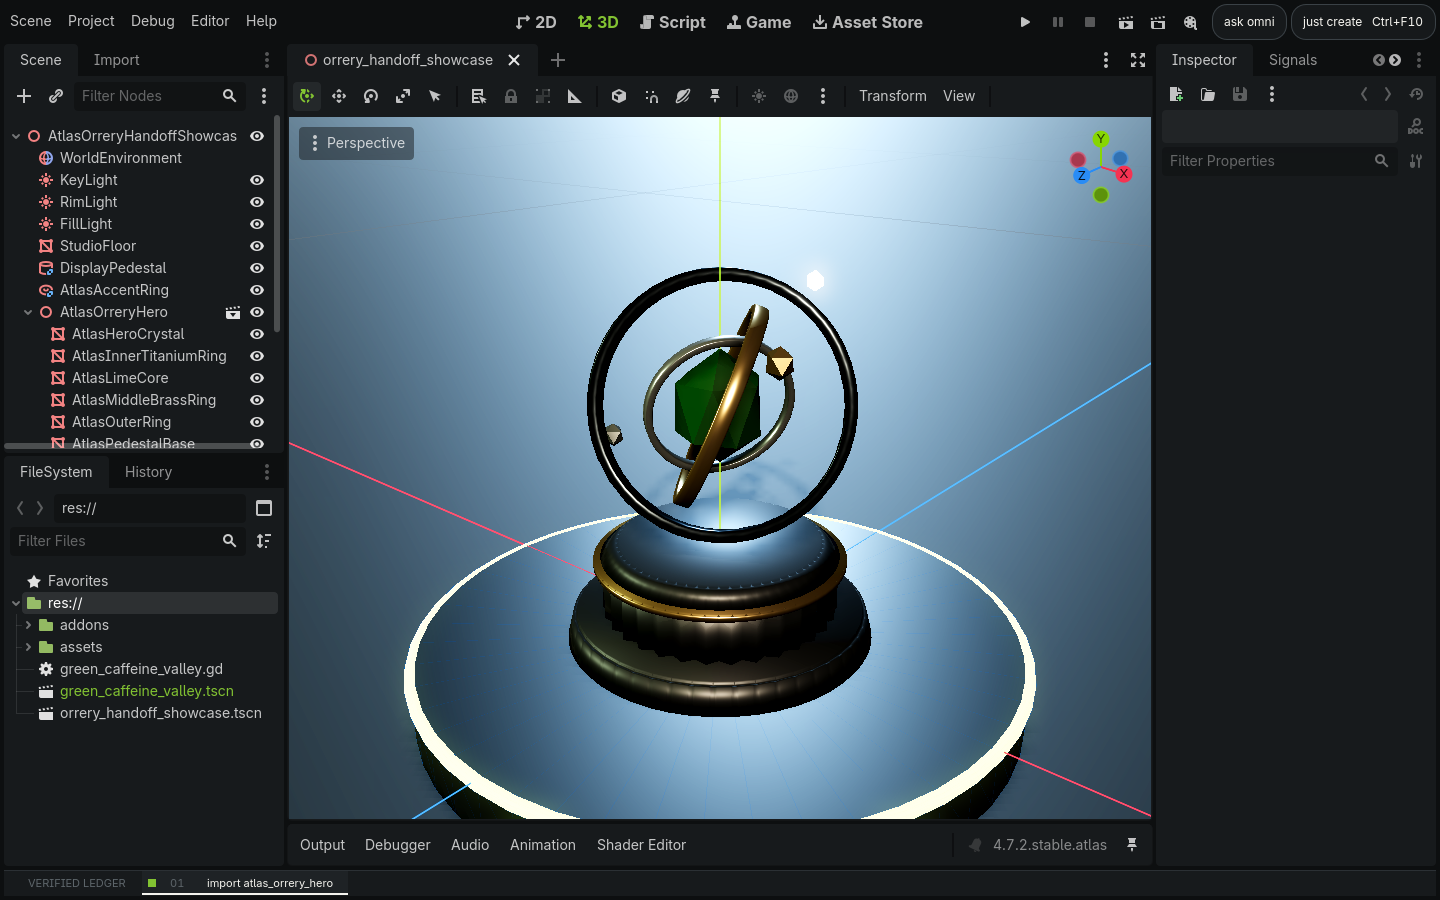 Scene Project Debug Editor Help
2D 3D Script Game Asset Store
ask omni
just create Ctrl+F10
Scene Import
Filter Nodes
AtlasOrreryHandoffShowcas
WorldEnvironment
KeyLight
RimLight
FillLight
StudioFloor
DisplayPedestal
AtlasAccentRing
AtlasOrreryHero
AtlasHeroCrystal
AtlasInnerTitaniumRing
AtlasLimeCore
AtlasMiddleBrassRing
AtlasOuterRing
AtlasPedestalBase
FileSystem History
res://
Filter Files
Favorites
res://
addons
assets
green_caffeine_valley.gd
green_caffeine_valley.tscn
orrery_handoff_showcase.tscn
orrery_handoff_showcase
Transform View
Perspective
Y
Z
X
Output Debugger Audio Animation Shader Editor
4.7.2.stable.atlas
Inspector Signals
DOC
Filter Properties
VERIFIED LEDGER
01 import atlas_orrery_hero